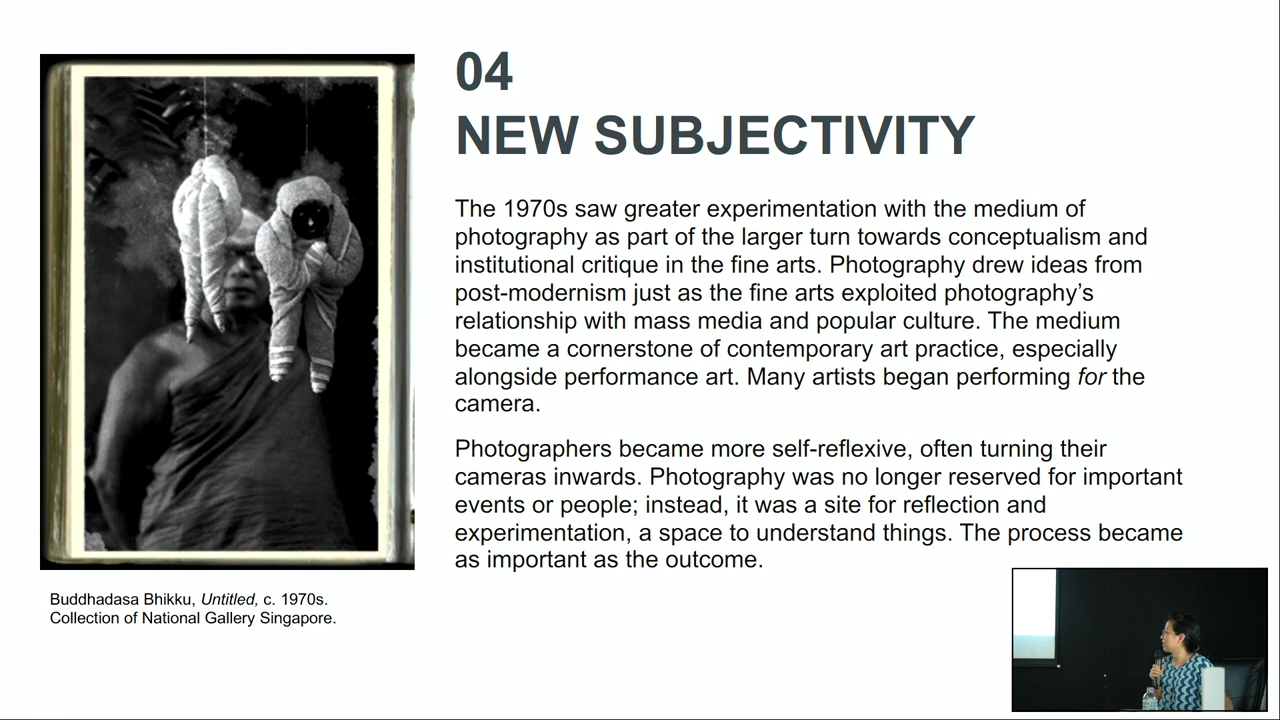 04
NEW SUBJECTIVITY
The 1970s saw greater experimentation with the medium of
photography as part of the larger turn towards conceptualism and
institutional critique in the fine arts. Photography drew ideas from
post-modernism just as the fine arts exploited photography’s
relationship with mass media and popular culture. The medium
became a cornerstone of contemporary art practice, especially
alongside performance art. Many artists began performing for the
camera.
Photographers became more self-reflexive, often turning their
cameras inwards. Photography was no longer reserved for important
events or people; instead, it was a site for reflection and
experimentation, a space to understand things. The process became
as important as the outcome.
Buddhadasa Bhikku, Untitled, c. 1970s.
Collection of National Gallery Singapore.